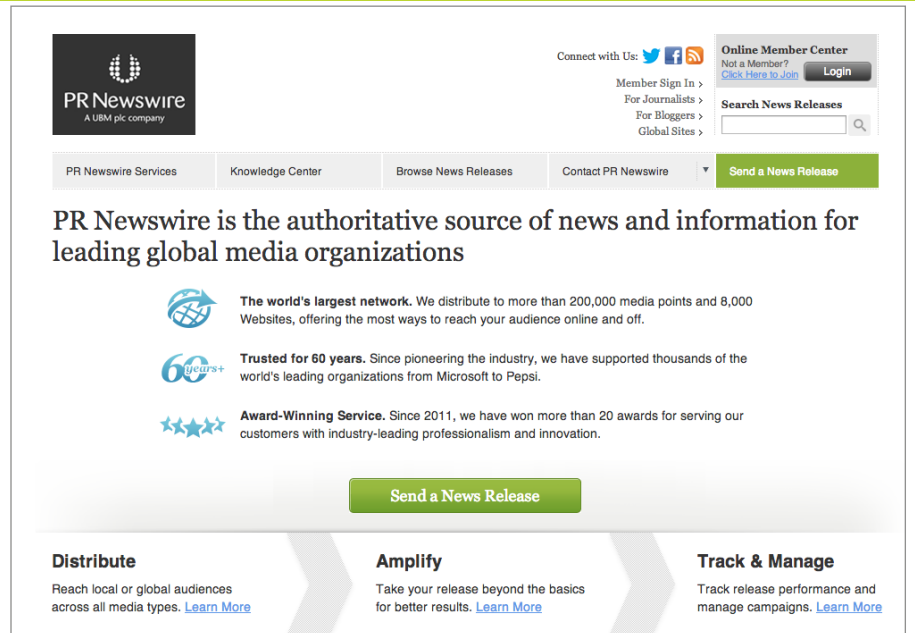 PR Newswire
A UBM plc company
Connect with Us:
Member Sign In ›
For Journalists ›
For Bloggers ›
Global Sites ›
Online Member Center
Not a Member?
Click Here to Join
Login
Search News Releases
PR Newswire Services
Knowledge Center
Browse News Releases
Contact PR Newswire
Send a News Release
PR Newswire is the authoritative source of news and information for
leading global media organizations
The world's largest network. We distribute to more than 200,000 media points and 8,000
Websites, offering the most ways to reach your audience online and off.
60 years+
Trusted for 60 years. Since pioneering the industry, we have supported thousands of the
world's leading organizations from Microsoft to Pepsi.
Award-Winning Service. Since 2011, we have won more than 20 awards for serving our
customers with industry-leading professionalism and innovation.
Send a News Release
Distribute
Reach local or global audiences
across all media types. Learn More
Amplify
Take your release beyond the basics
for better results. Learn More
Track & Manage
Track release performance and
manage campaigns. Learn More